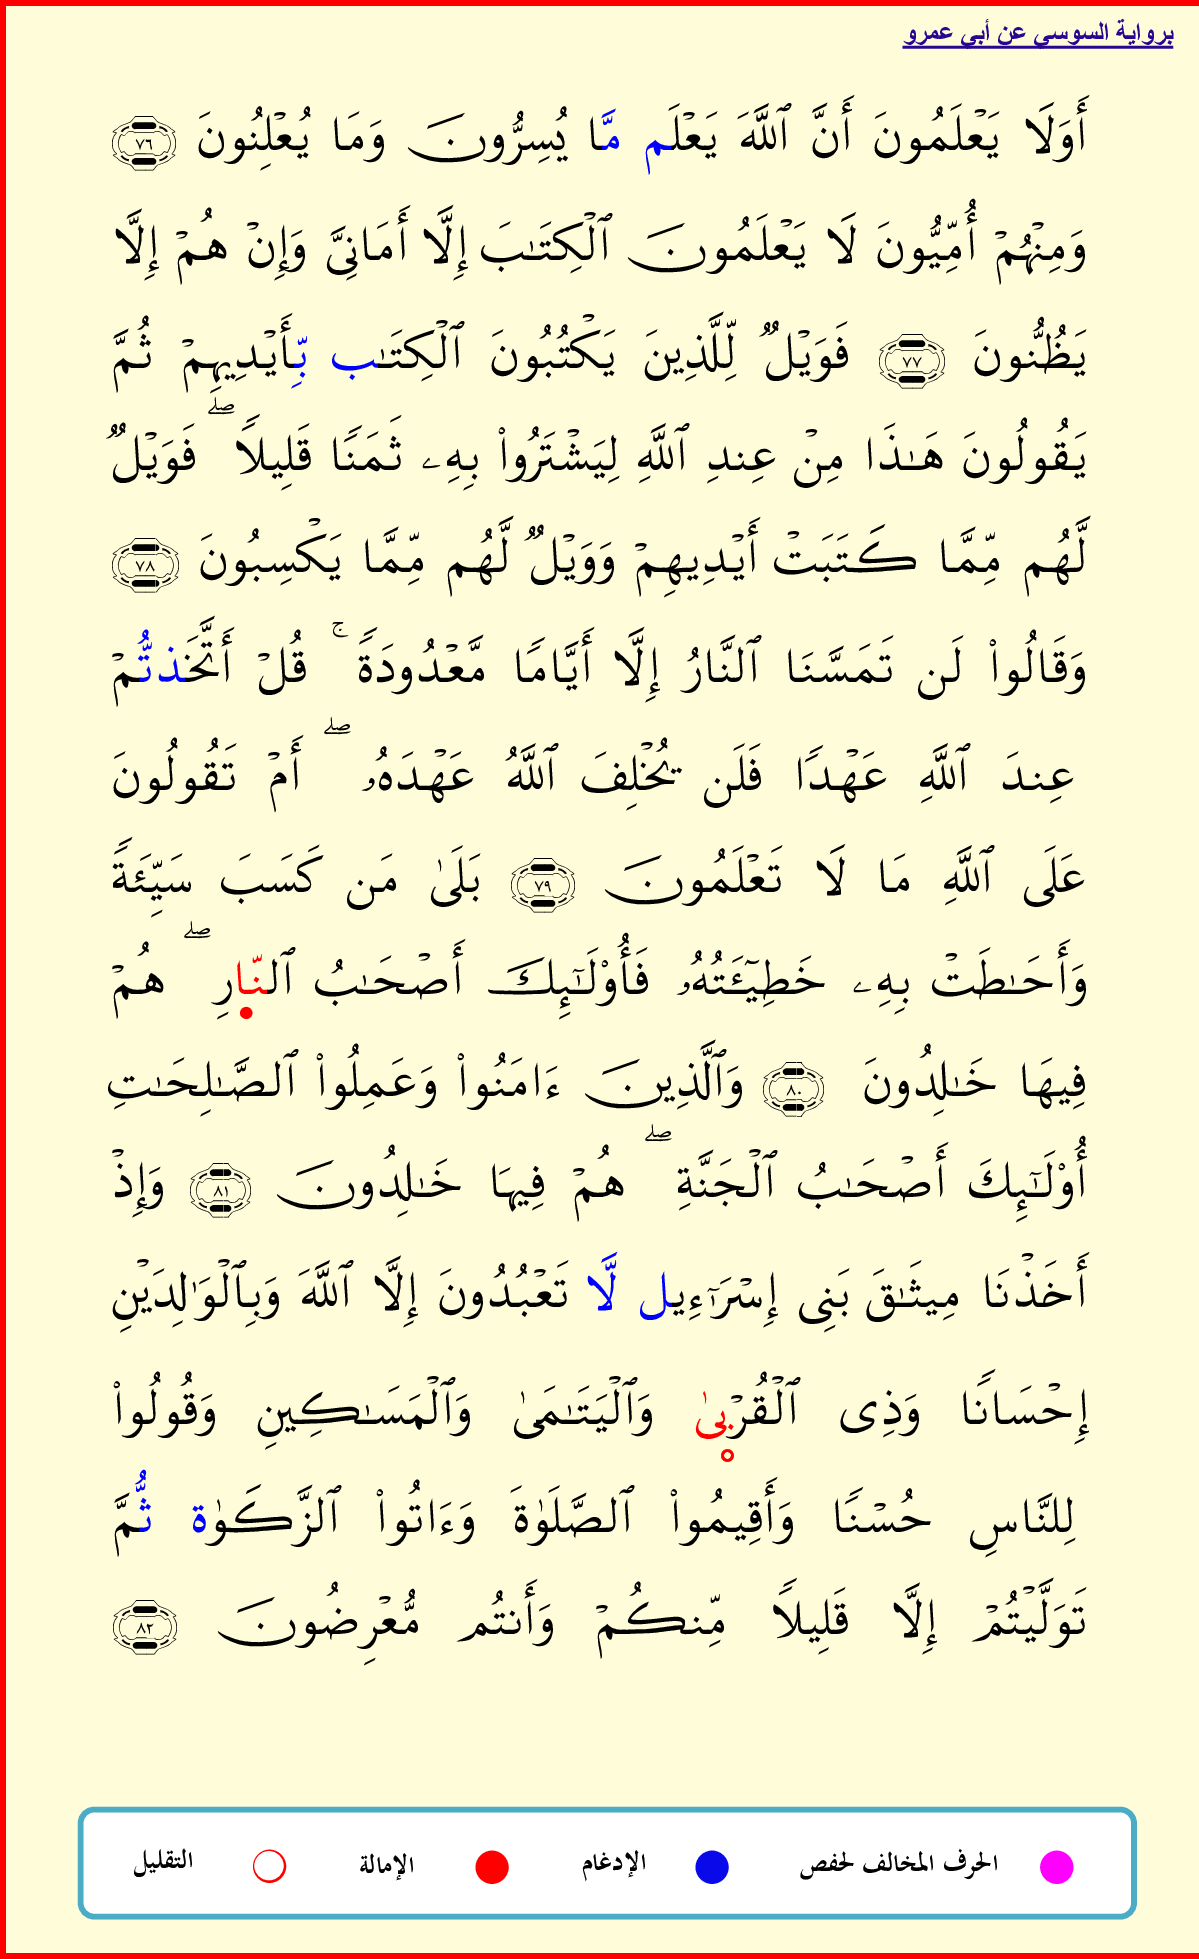 برواية السوسي عن أبي عمرو
أَوَلَا يَعْلَمُونَ أَنَّ ٱللَّهَ يَعْلَم مَّا يُسِرُّونَ وَمَا يُعْلِنُونَ ٧٦
وَمِنْهُمْ أُمِّيُّونَ لَا يَعْلَمُونَ ٱلْكِتَـٰبَ إِلَّا أَمَانِىَّ وَإِنْ هُمْ إِلَّا
يَظُنُّونَ ٧٧ فَوَيْلٌ لِّلَّذِينَ يَكْتُبُونَ ٱلْكِتَـٰب بِّأَيْدِيهِمْ ثُمَّ
يَقُولُونَ هَـٰذَا مِنْ عِندِ ٱللَّهِ لِيَشْتَرُوا۟ بِهِۦ ثَمَنًا قَلِيلًا ۖ فَوَيْلٌ
لَّهُم مِّمَّا كَتَبَتْ أَيْدِيهِمْ وَوَيْلٌ لَّهُم مِّمَّا يَكْسِبُونَ ٧٨
وَقَالُوا۟ لَن تَمَسَّنَا ٱلنَّارُ إِلَّا أَيَّامًا مَّعْدُودَةً ۚ قُلْ أَتَّخَذتُّمْ
عِندَ ٱللَّهِ عَهْدًا فَلَن يُخْلِفَ ٱللَّهُ عَهْدَهُۥ ۖ أَمْ تَقُولُونَ
عَلَى ٱللَّهِ مَا لَا تَعْلَمُونَ ٧٩ بَلَىٰ مَن كَسَبَ سَيِّئَةً
وَأَحَـٰطَتْ بِهِۦ خَطِيٓـَٔتُهُۥ فَأُو۟لَـٰٓئِكَ أَصْحَـٰبُ ٱلنَّارِ ۖ هُمْ
فِيهَا خَـٰلِدُونَ ٨٠ وَٱلَّذِينَ ءَامَنُوا۟ وَعَمِلُوا۟ ٱلصَّـٰلِحَـٰتِ
أُو۟لَـٰٓئِكَ أَصْحَـٰبُ ٱلْجَنَّةِ ۖ هُمْ فِيهَا خَـٰلِدُونَ ٨١ وَإِذْ
أَخَذْنَا مِيثَـٰقَ بَنِى إِسْرَٰٓءِيل لَّا تَعْبُدُونَ إِلَّا ٱللَّهَ وَبِٱلْوَٰلِدَيْنِ
إِحْسَانًا وَذِى ٱلْقُرْبىٰ وَٱلْيَتَـٰمَىٰ وَٱلْمَسَـٰكِينِ وَقُولُوا۟
لِلنَّاسِ حُسْنًا وَأَقِيمُوا۟ ٱلصَّلَوٰةَ وَءَاتُوا۟ ٱلزَّكَوٰة ثُّمَّ
تَوَلَّيْتُمْ إِلَّا قَلِيلًا مِّنكُمْ وَأَنتُم مُّعْرِضُونَ ٨٢
الحرف المخالف لحفص الإدغام الإمالة التقليل